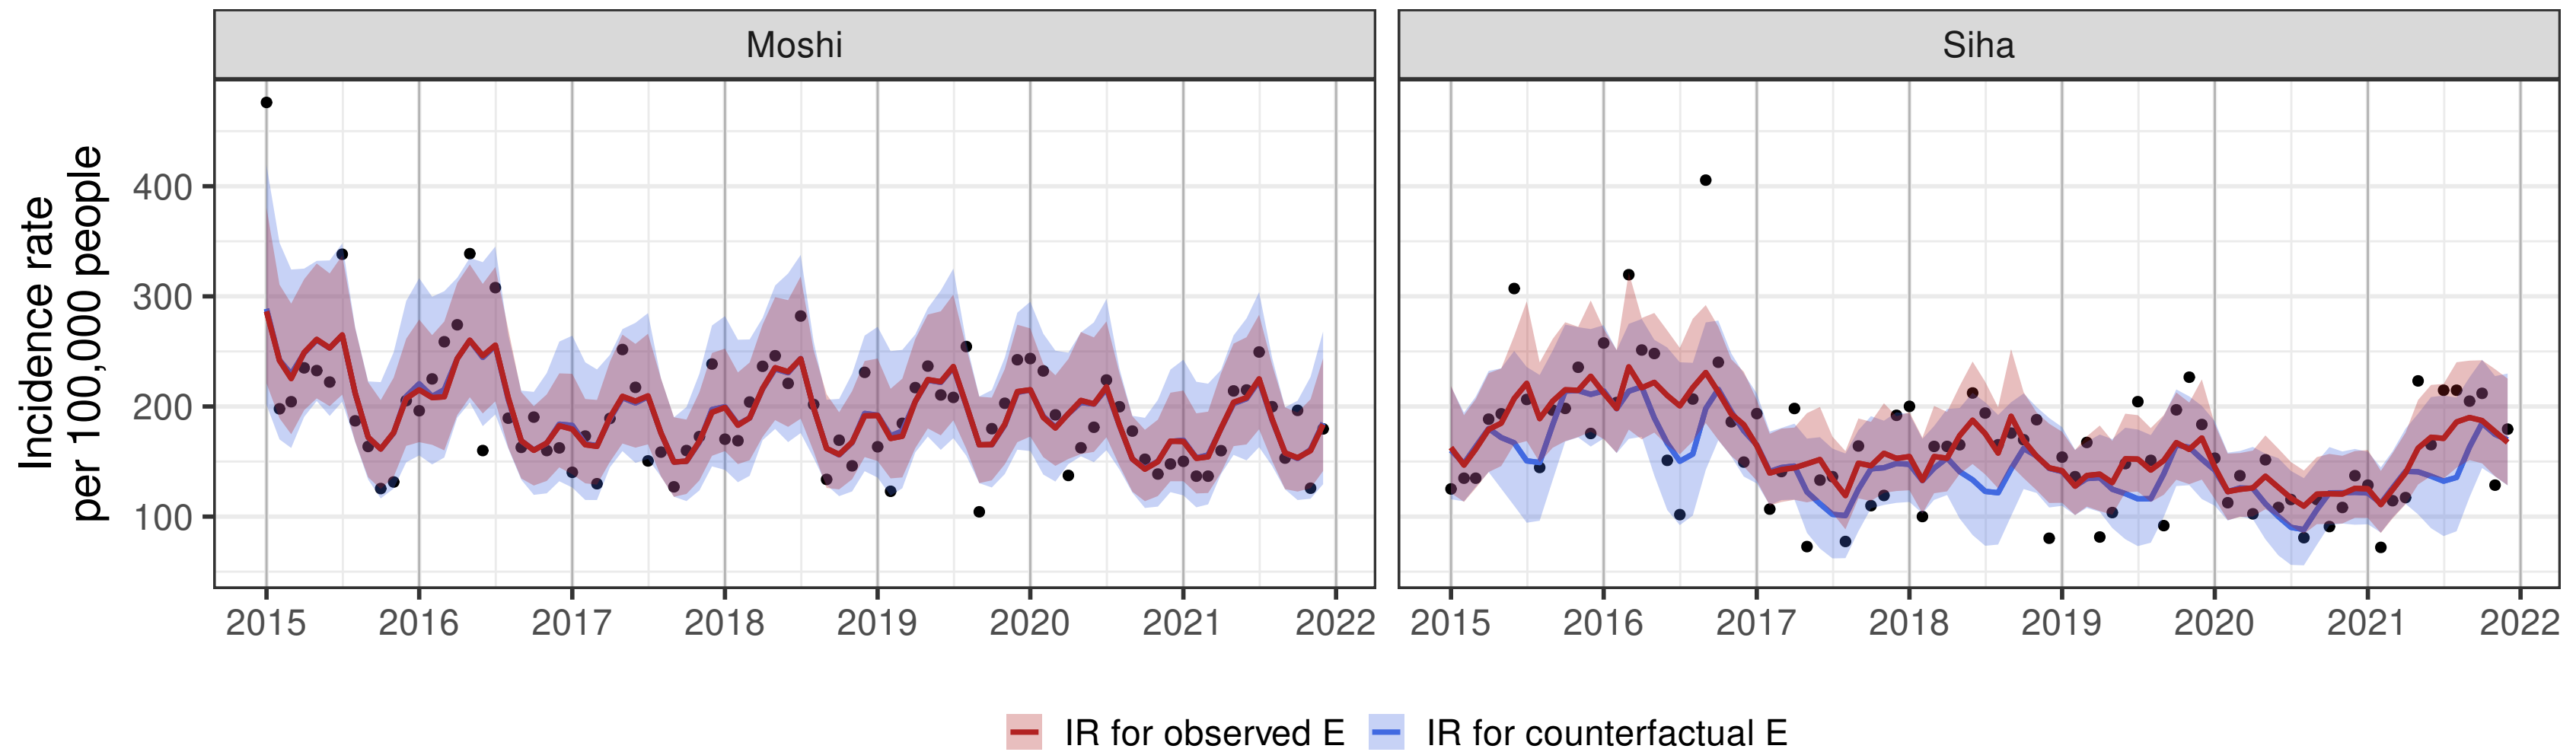 Moshi
Siha
Incidence rate
per 100,000 people
400
300
200
100
2015 2016 2017 2018 2019 2020 2021 2022
2015 2016 2017 2018 2019 2020 2021 2022
IR for observed E IR for counterfactual E